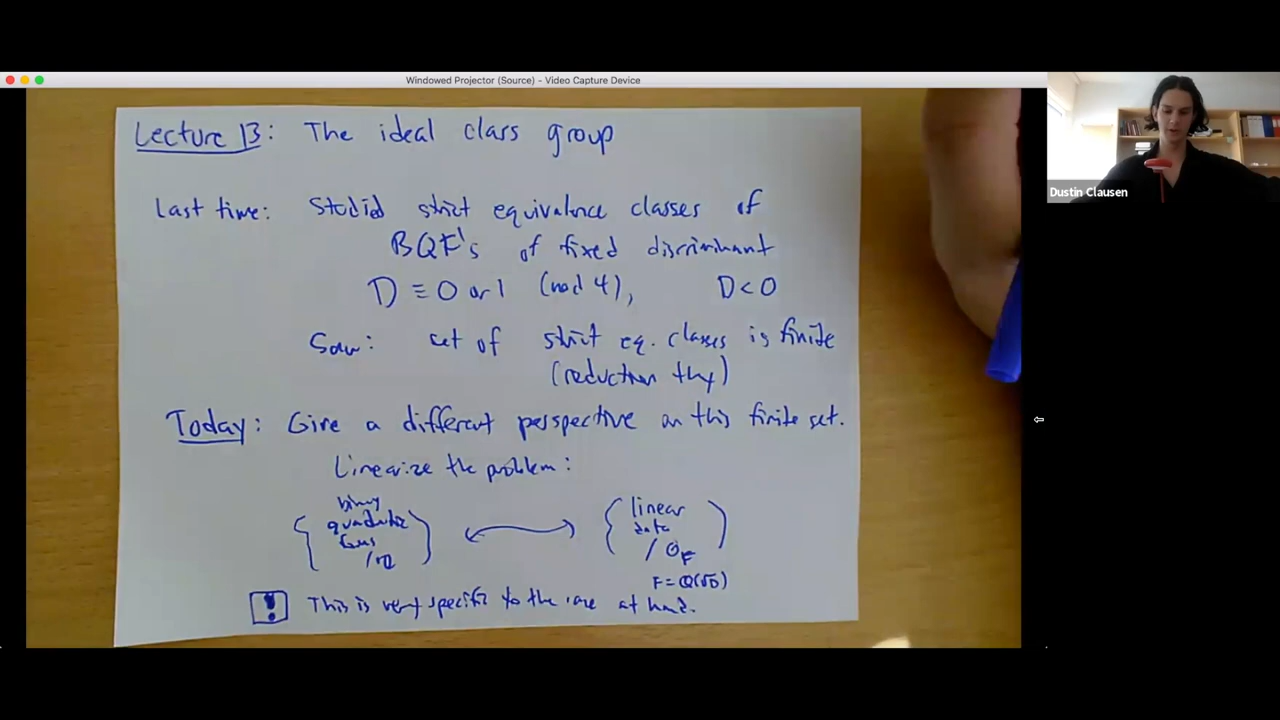 Windowed Projector (Source) - Video Capture Device
Dustin Clausen
Lecture 13: The ideal class group
Last time: Studid strict equivalence classes of
BQF's of fixed discriminant
D ≡ 0 or 1 (mod 4), D < 0
Saw: set of strict eq. classes is finite
(reduction thy)
Today: Give a different perspective on this finite set.
Linearize the problem:
{ binary quadratic forms } ↔ { linear data / O_F }
F = Q(√D)
! This is very specific to the case at hand.